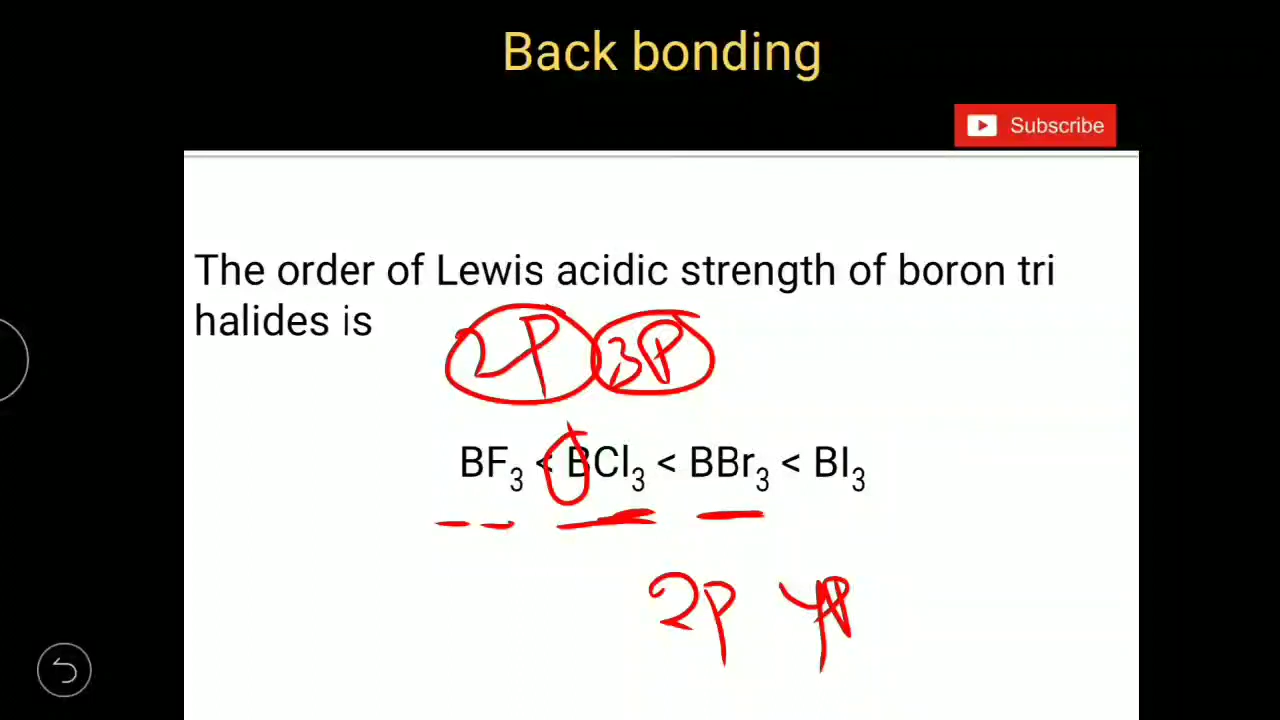 Back bonding
Subscribe
The order of Lewis acidic strength of boron tri
halides is
2P 3P
BF₃ < BCl₃ < BBr₃ < BI₃
2p